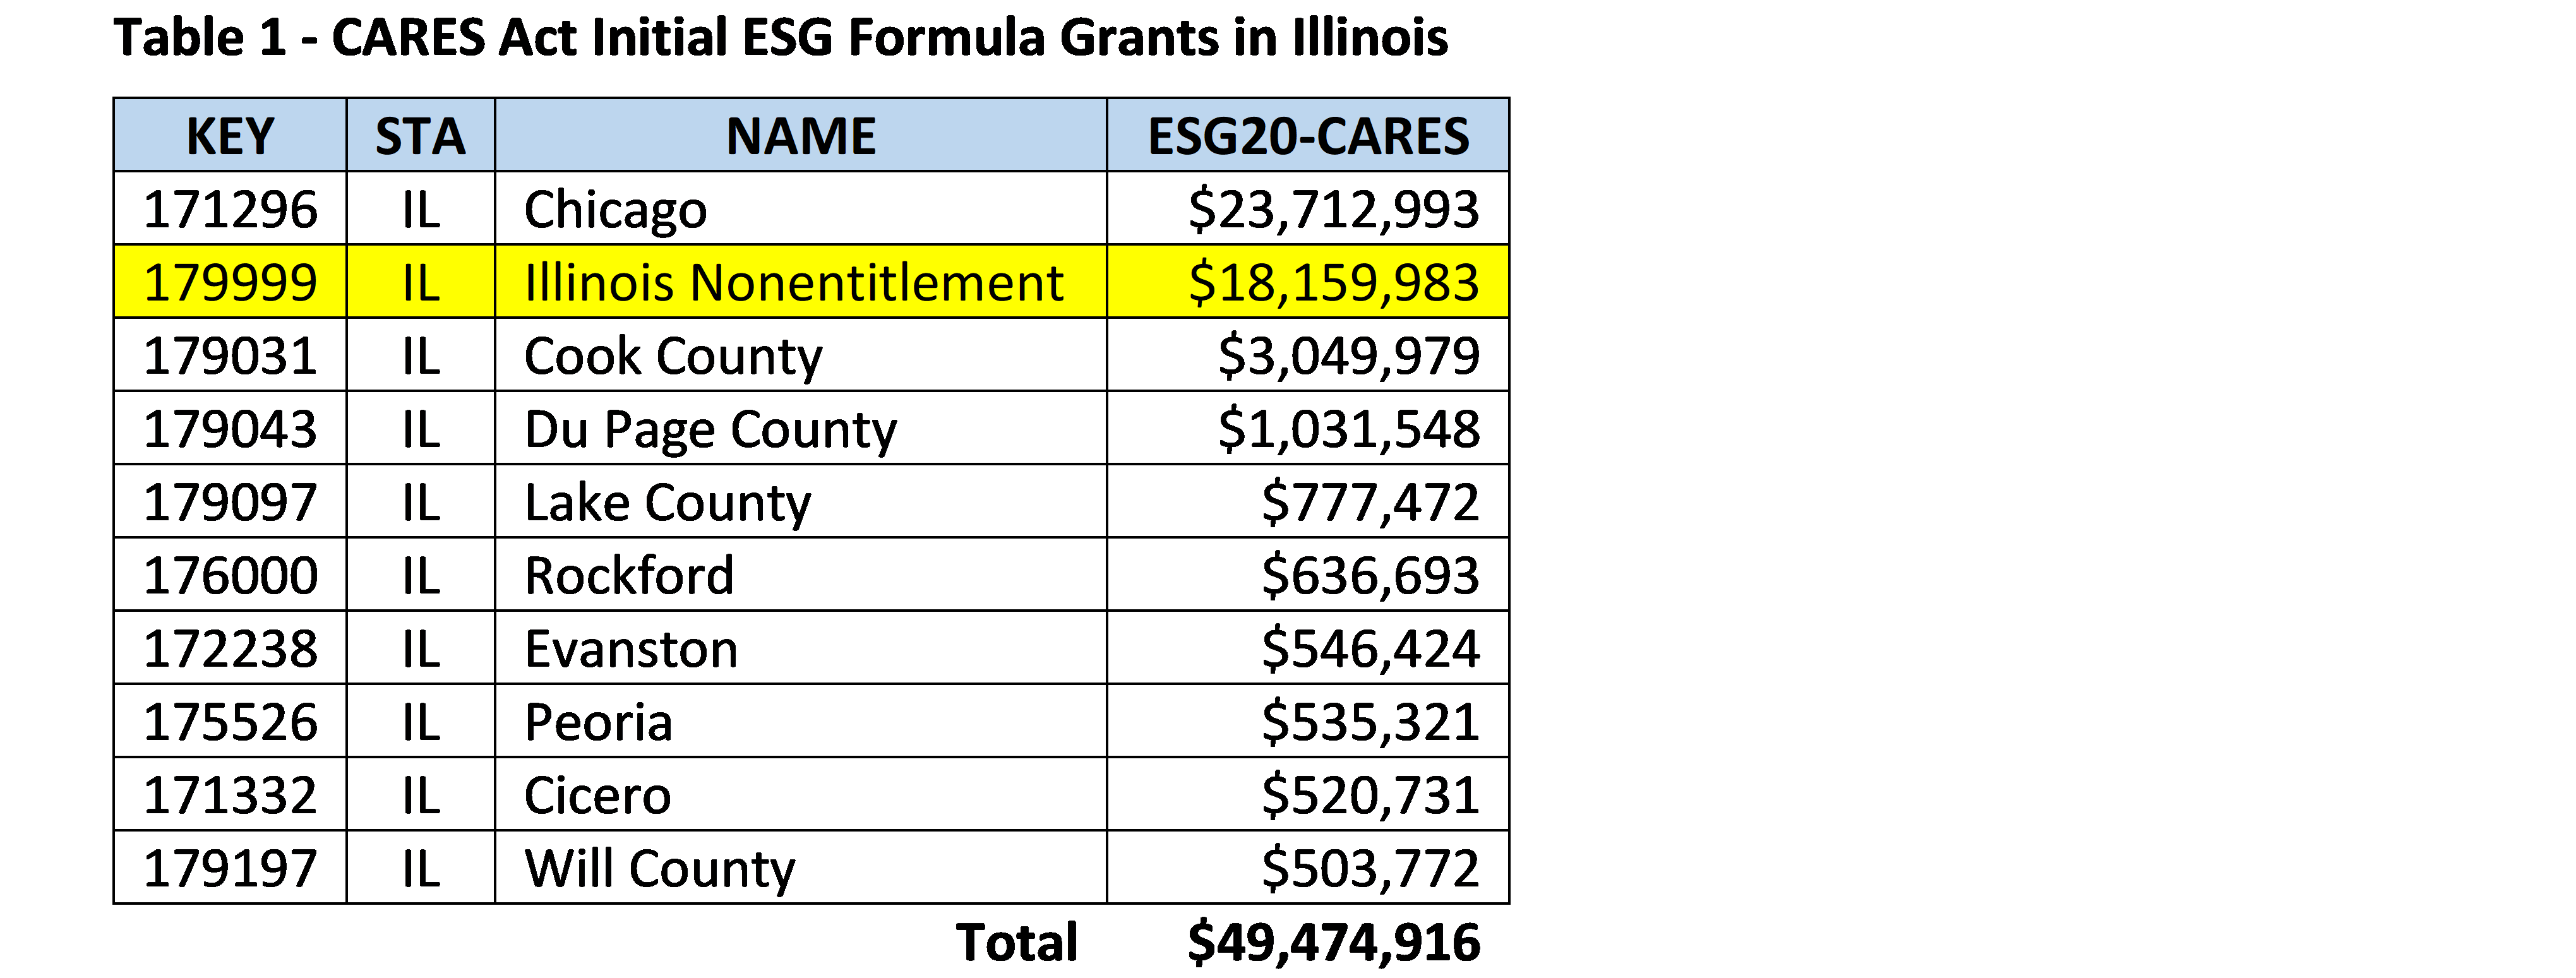 Table 1 - CARES Act Initial ESG Formula Grants in Illinois
KEY STA NAME ESG20-CARES
171296 IL Chicago $23,712,993
179999 IL Illinois Nonentitlement $18,159,983
179031 IL Cook County $3,049,979
179043 IL Du Page County $1,031,548
179097 IL Lake County $777,472
176000 IL Rockford $636,693
172238 IL Evanston $546,424
175526 IL Peoria $535,321
171332 IL Cicero $520,731
179197 IL Will County $503,772
Total $49,474,916